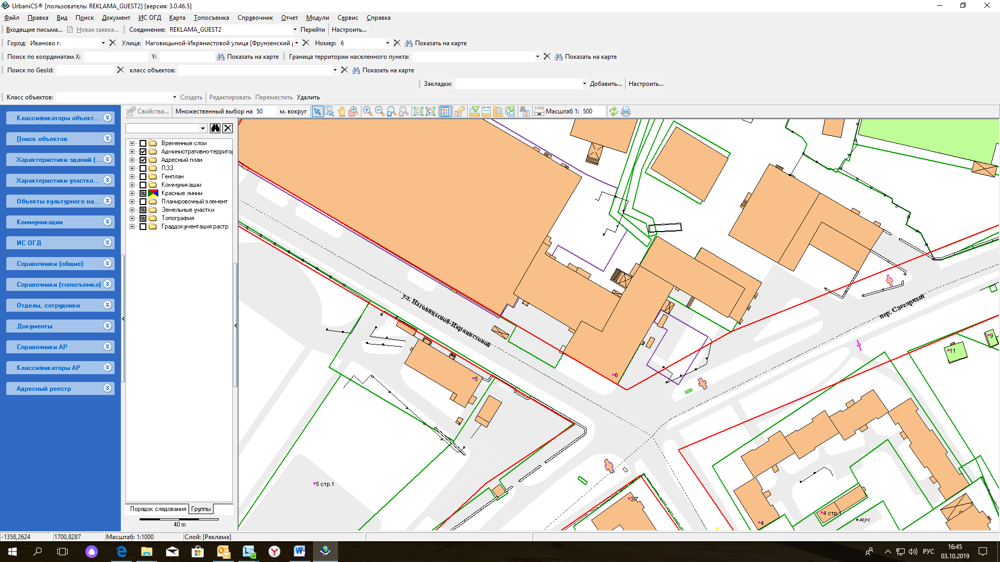 UrbaniCS® [пользователь: REKLAMA_GUEST2] [версия: 3.0.46.5]
Файл Правка Вид Поиск Документ ИС ОГД Карта Топосъемка Справочник Отчет Модули Сервис Справка
Входящие письма... Новая заявка... Соединение: REKLAMA_GUEST2 Перейти Настроить...
Город: Иваново г. Улица: Наговицыной-Икрянистовой улица [Фрунзенский Номер: 6 Показать на карте
Поиск по координатам X: Y: Показать на карте Граница территории населенного пункта: Показать на карте
Поиск по GeoId: класс объектов: Показать на карте
Закладки: Добавить... Настроить...
Класс объектов: Создать Редактировать Переместить Удалить
Свойства... Множественный выбор на 50 м. вокруг 1:100 Масштаб 1: 500
Классификаторы объект...
Поиск объектов
Характеристики зданий (...
Характеристики участко...
Объекты культурного на...
Коммуникации
ИС ОГД
Справочники (общие)
Справочники (топосъемка)
Отделы, сотрудники
Документы
Справочники АР
Классификаторы АР
Адресный реестр
Временные слои
Административно-территор
Адресный план
ПЗЗ
Генплан
Коммуникации
Красные линии
Планировочный элемент
Земельные участки
Топография
Граддокументация растр
Порядок следования Группы
40 m
ул. Наговицыной-Икрянистовой
пер. Слесарный
9
11
6
5
5 стр.1
3/7
4
4 стр.1
мус
-1358,2624 1700,8287 Масштаб: 1:1000 Слой: [Реклама]
РУС
16:45
03.10.2019